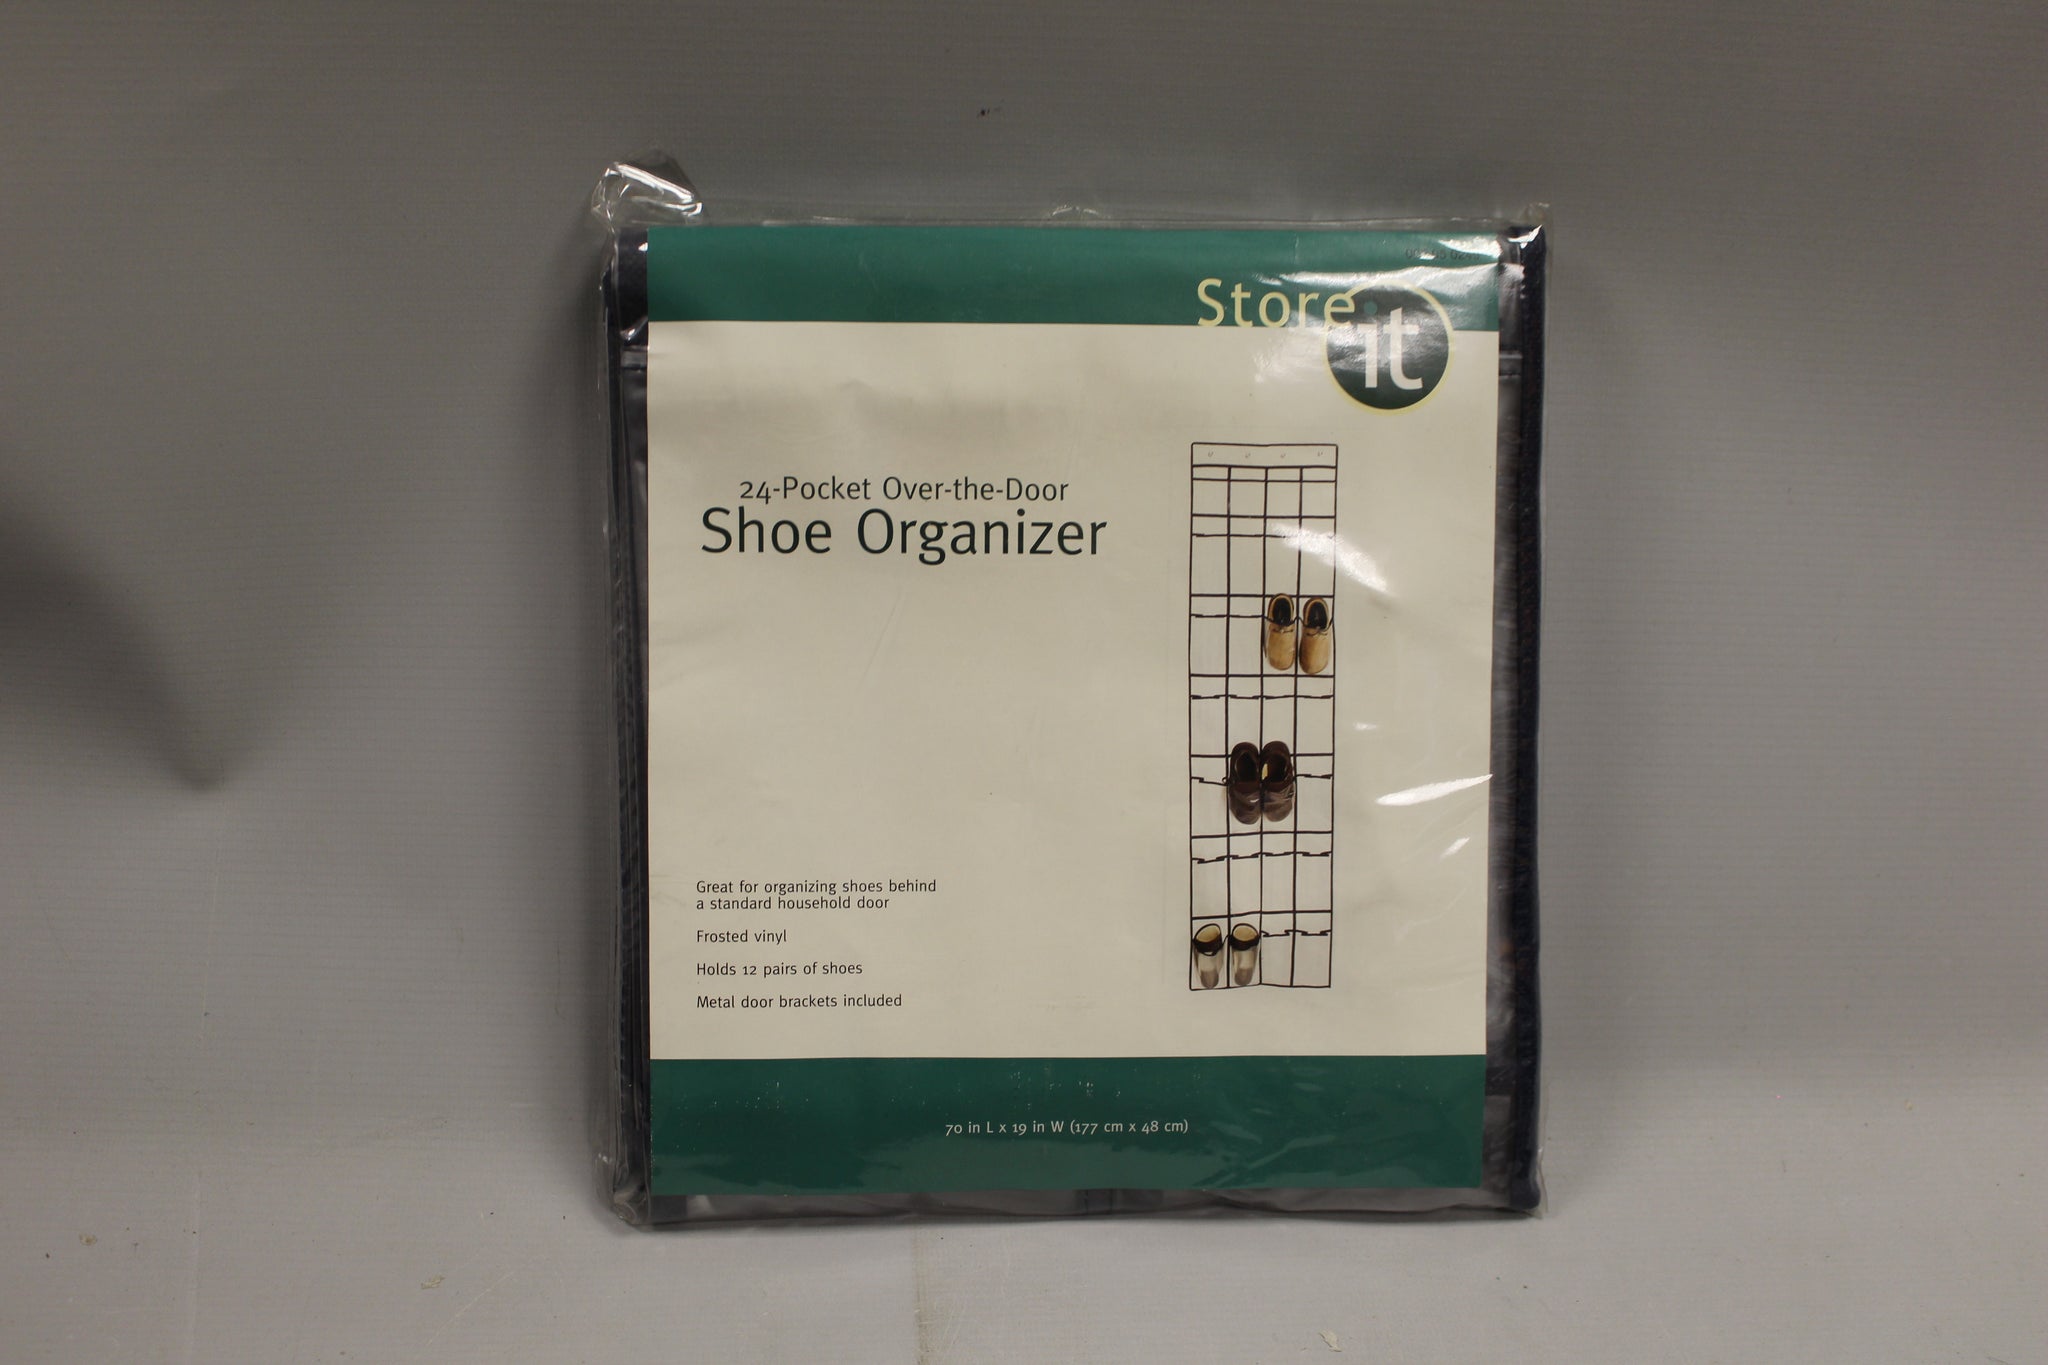 Store it
24-Pocket Over-the-Door
Shoe Organizer
Great for organizing shoes behind
a standard household door
Frosted vinyl
Holds 12 pairs of shoes
Metal door brackets included
70 in L x 19 in W (177 cm x 48 cm)